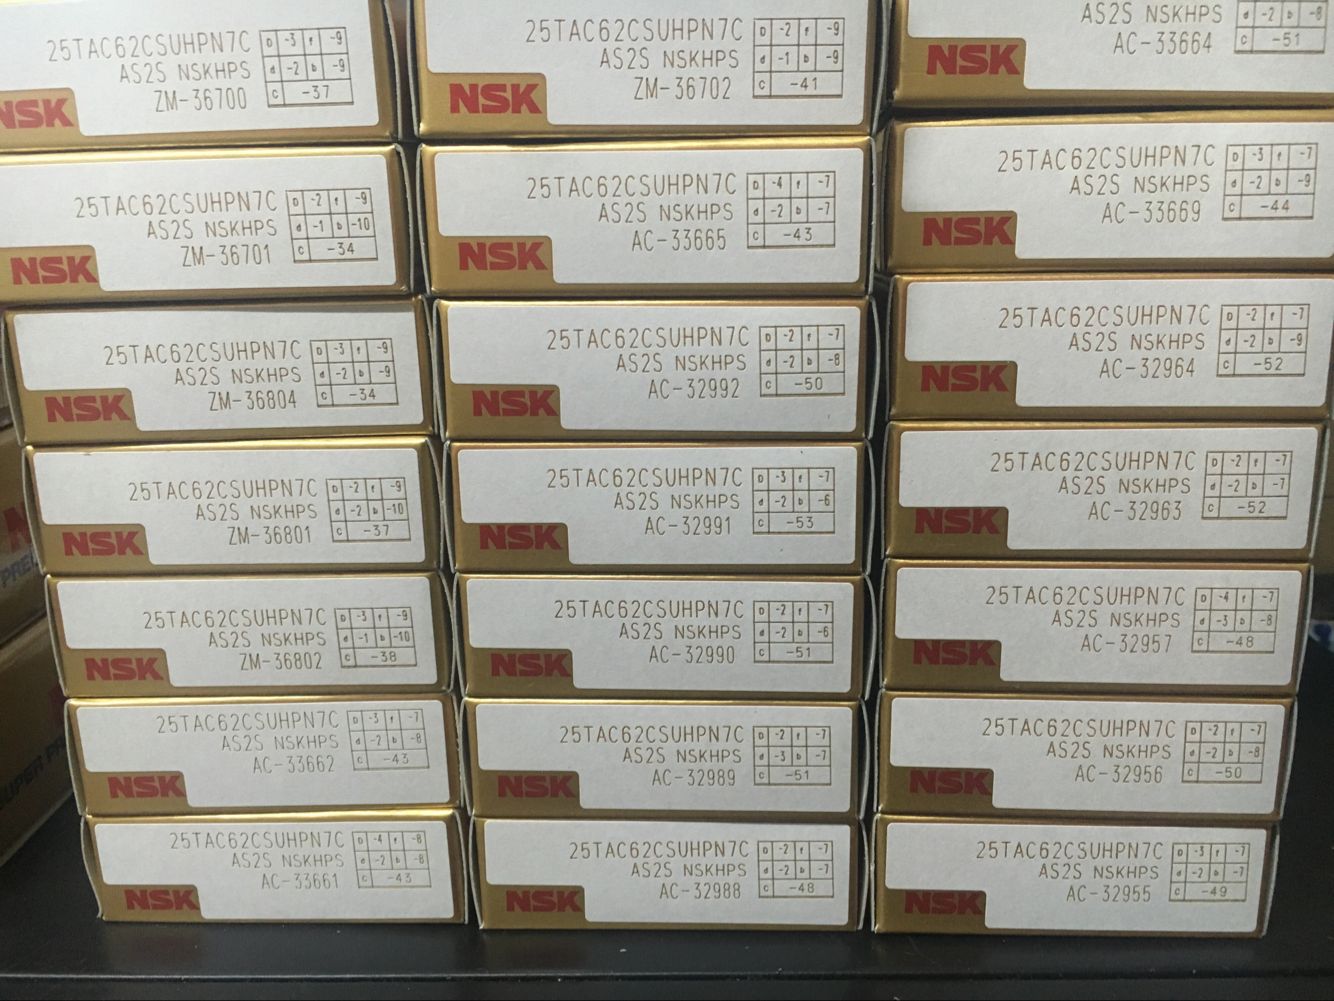 25TAC62CSUHPN7C D -3 f -9
AS2S NSKHPS d -2 b -9
ZM-36700 C -37
NSK
25TAC62CSUHPN7C D -2 f -9
AS2S NSKHPS d -1 b -10
ZM-36701 C -34
NSK
25TAC62CSUHPN7C D -3 f -9
AS2S NSKHPS d -2 b -9
ZM-36804 C -34
NSK
25TAC62CSUHPN7C D -2 f -9
AS2S NSKHPS d -2 b -10
ZM-36801 C -37
NSK
25TAC62CSUHPN7C D -3 f -9
AS2S NSKHPS d -1 b -10
ZM-36802 C -38
NSK
25TAC62CSUHPN7C D -3 f -7
AS2S NSKHPS d -2 b -8
AC-33662 C -43
NSK
25TAC62CSUHPN7C D -4 f -8
AS2S NSKHPS d -2 b -8
AC-33661 C -43
NSK
25TAC62CSUHPN7C D -2 f -9
AS2S NSKHPS d -1 b -9
ZM-36702 C -41
NSK
25TAC62CSUHPN7C D -4 f -7
AS2S NSKHPS d -2 b -7
AC-33665 C -43
NSK
25TAC62CSUHPN7C D -2 f -7
AS2S NSKHPS d -2 b -8
AC-32992 C -50
NSK
25TAC62CSUHPN7C D -3 f -7
AS2S NSKHPS d -2 b -6
AC-32991 C -53
NSK
25TAC62CSUHPN7C D -2 f -7
AS2S NSKHPS d -2 b -6
AC-32990 C -51
NSK
25TAC62CSUHPN7C D -2 f -7
AS2S NSKHPS d -3 b -7
AC-32989 C -51
NSK
25TAC62CSUHPN7C D -2 f -7
AS2S NSKHPS d -2 b -7
AC-32988 C -48
NSK
AS2S NSKHPS d -2 b -8
AC-33664 C -51
NSK
25TAC62CSUHPN7C D -3 f -7
AS2S NSKHPS d -2 b -9
AC-33669 C -44
NSK
25TAC62CSUHPN7C D -2 f -7
AS2S NSKHPS d -2 b -9
AC-32964 C -52
NSK
25TAC62CSUHPN7C D -2 f -7
AS2S NSKHPS d -2 b -7
AC-32963 C -52
NSK
25TAC62CSUHPN7C D -4 f -7
AS2S NSKHPS d -3 b -8
AC-32957 C -48
NSK
25TAC62CSUHPN7C D -2 f -7
AS2S NSKHPS d -2 b -8
AC-32956 C -50
NSK
25TAC62CSUHPN7C D -3 f -7
AS2S NSKHPS d -2 b -7
AC-32955 C -49
NSK